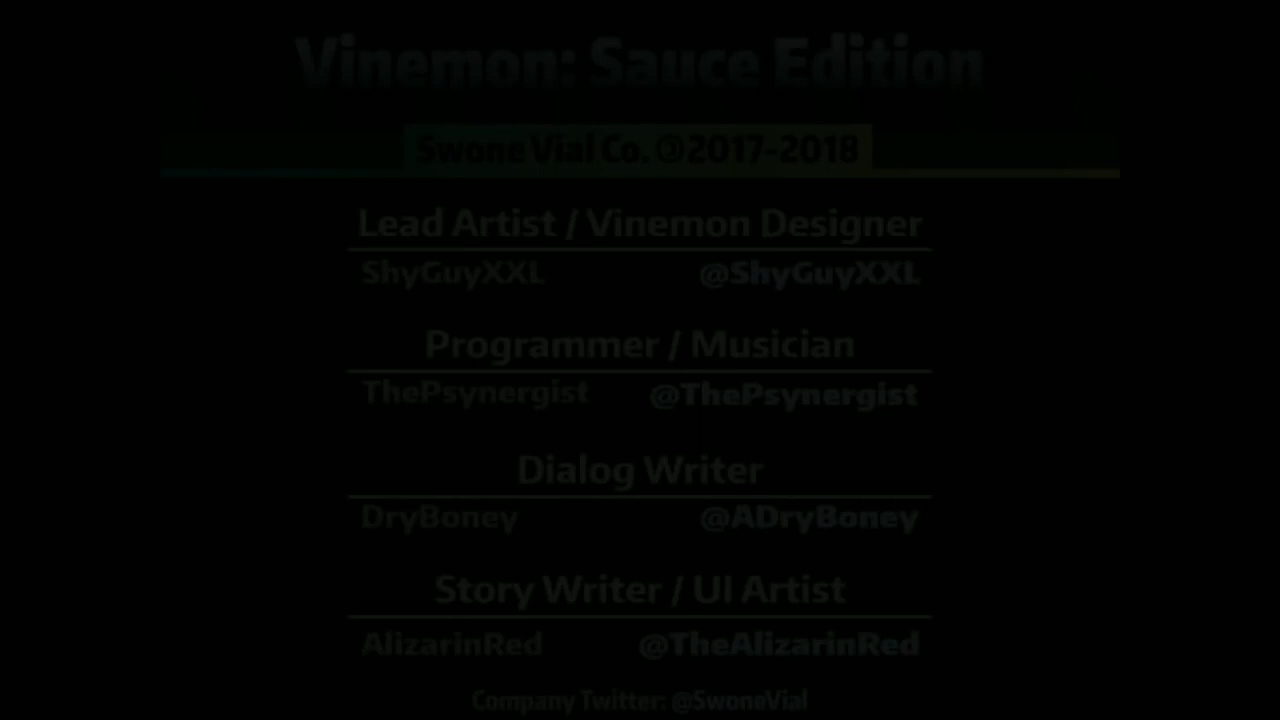 Vinemon: Sauce Edition
Swone Vial Co. ©2017-2018
Lead Artist / Vinemon Designer
ShyGuyXXL @ShyGuyXXL
Programmer / Musician
ThePsynergist @ThePsynergist
Dialog Writer
DryBoney @ADryBoney
Story Writer / UI Artist
AlizarinRed @TheAlizarinRed
Company Twitter: @SwoneVial